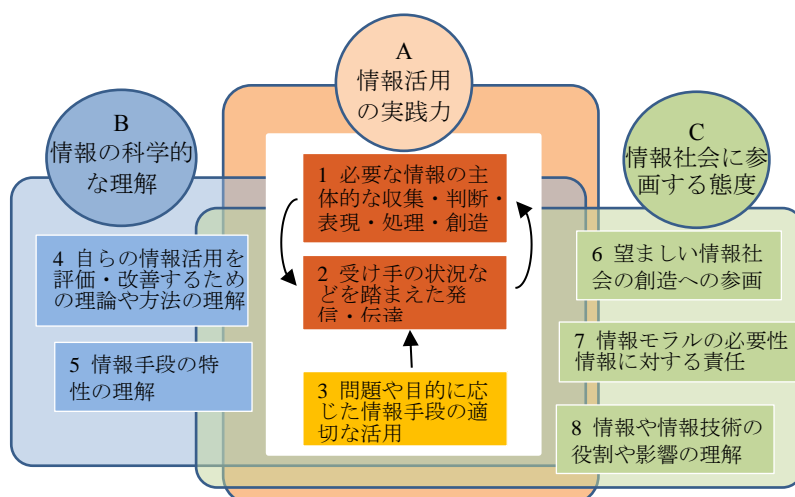 A
情報活用
の実践力
B
情報の科学的
な理解
C
情報社会に参
画する態度
1 必要な情報の主
体的な収集・判断・
表現・処理・創造
2 受け手の状況な
どを踏まえた発
信・伝達
3 問題や目的に応
じた情報手段の適
切な活用
4 自らの情報活用を
評価・改善するため
の理論や方法の理解
5 情報手段の特
性の理解
6 望ましい情報社
会の創造への参画
7 情報モラルの必要性
情報に対する責任
8 情報や情報技術の
役割や影響の理解